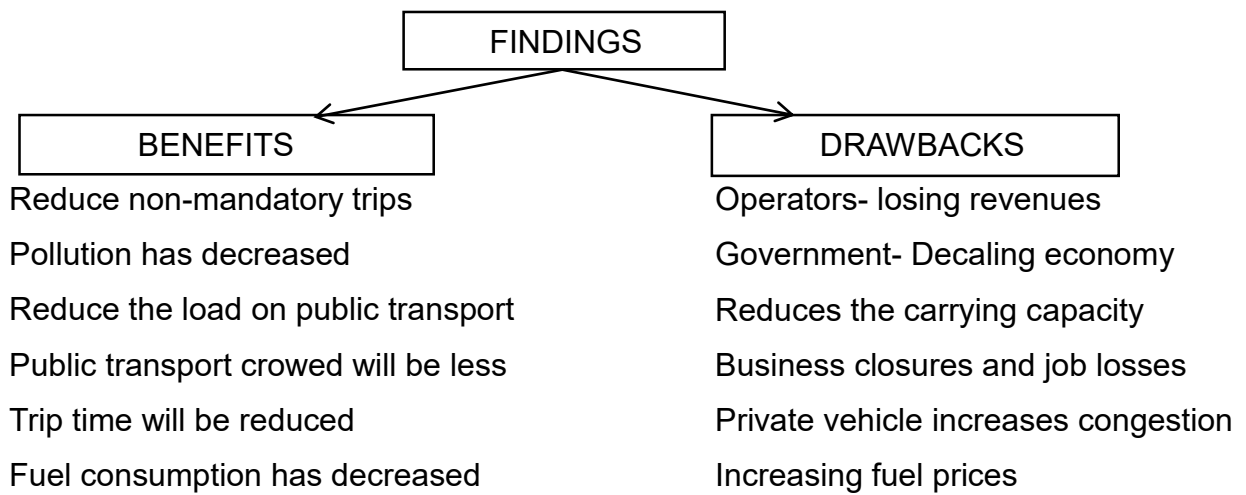 FINDINGS
BENEFITS
Reduce non-mandatory trips
Pollution has decreased
Reduce the load on public transport
Public transport crowed will be less
Trip time will be reduced
Fuel consumption has decreased
DRAWBACKS
Operators- losing revenues
Government- Decaling economy
Reduces the carrying capacity
Business closures and job losses
Private vehicle increases congestion
Increasing fuel prices